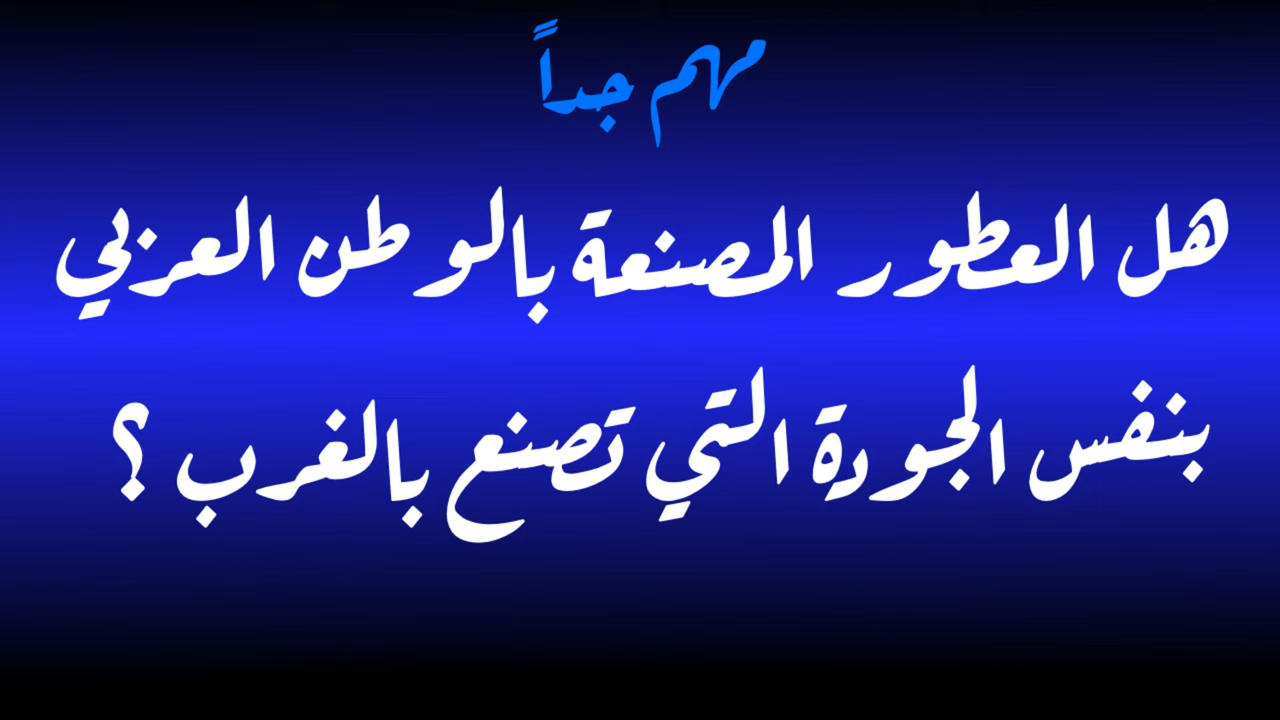 مهم جداً
هل العطور المصنعة بالوطن العربي
بنفس الجودة التي تصنع بالغرب ؟